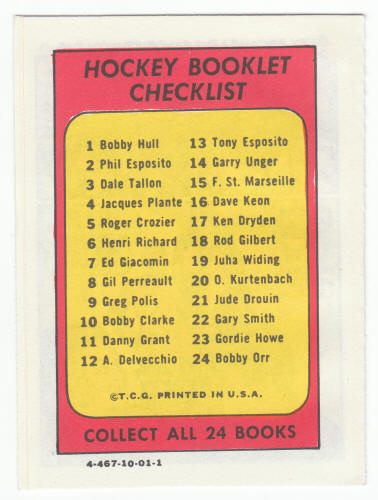 HOCKEY BOOKLET
CHECKLIST
1 Bobby Hull
2 Phil Esposito
3 Dale Tallon
4 Jacques Plante
5 Roger Crozier
6 Henri Richard
7 Ed Giacomin
8 Gil Perreault
9 Greg Polis
10 Bobby Clarke
11 Danny Grant
12 A. Delvecchio
13 Tony Esposito
14 Garry Unger
15 F. St. Marseille
16 Dave Keon
17 Ken Dryden
18 Rod Gilbert
19 Juha Widing
20 O. Kurtenbach
21 Jude Drouin
22 Gary Smith
23 Gordie Howe
24 Bobby Orr
©T.C.G. PRINTED IN U.S.A.
COLLECT ALL 24 BOOKS
4-467-10-01-1